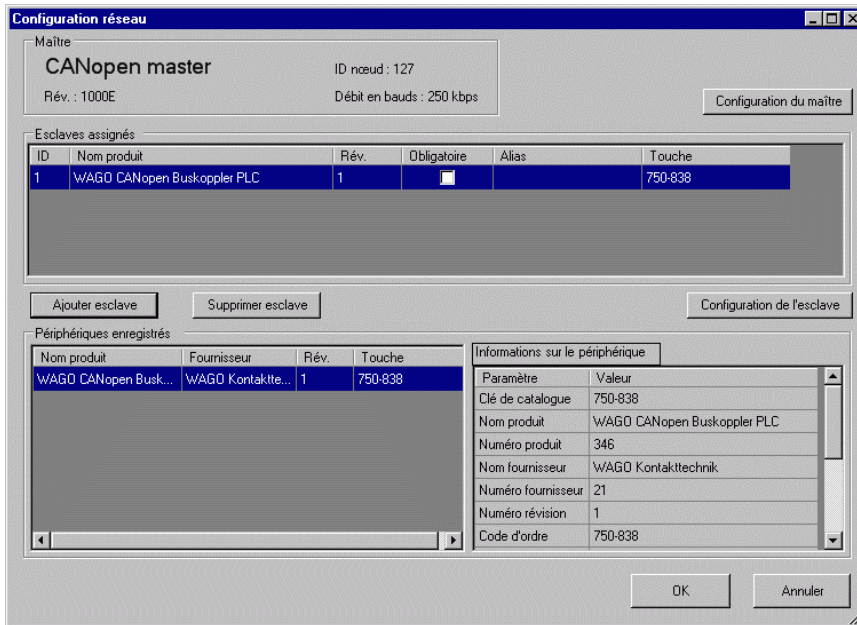 Configuration réseau
Maître
CANopen master
ID nœud : 127
Rév. : 1000E
Débit en bauds : 250 kbps
Configuration du maître
Esclaves assignés
ID Nom produit Rév. Obligatoire Alias Touche
1 WAGO CANopen Buskoppler PLC 1 750-838
Ajouter esclave Supprimer esclave Configuration de l'esclave
Périphériques enregistrés
Nom produit Fournisseur Rév. Touche
WAGO CANopen Busk... WAGO Kontaktte... 1 750-838
Informations sur le périphérique
Paramètre Valeur
Clé de catalogue 750-838
Nom produit WAGO CANopen Buskoppler PLC
Numéro produit 346
Nom fournisseur WAGO Kontakttechnik
Numéro fournisseur 21
Numéro révision 1
Code d'ordre 750-838
OK Annuler